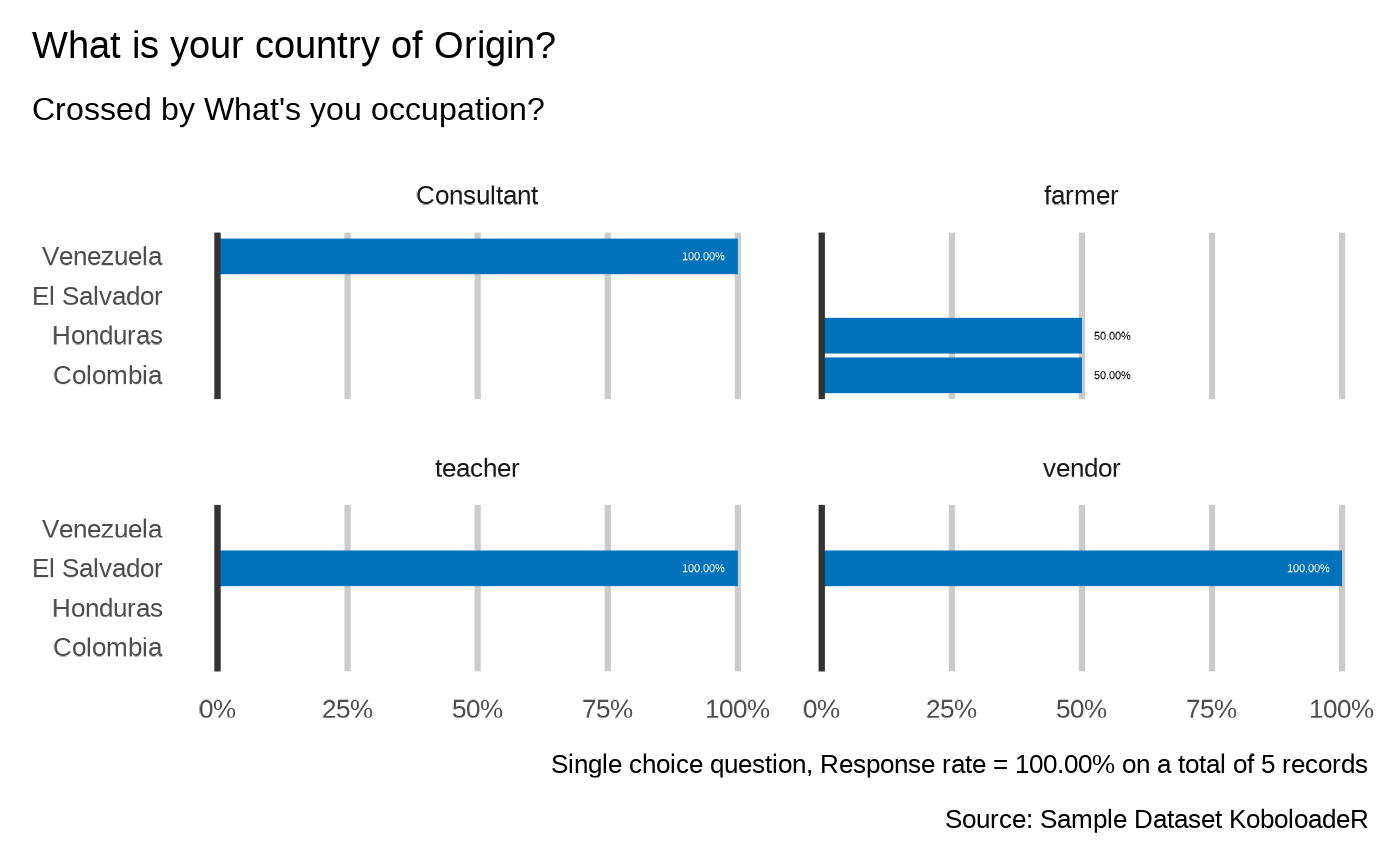 What is your country of Origin?
Crossed by What's you occupation?
Consultant
farmer
Venezuela
100.00%
El Salvador
Honduras
50.00%
Colombia
50.00%
teacher
vendor
Venezuela
El Salvador
100.00%
100.00%
Honduras
Colombia
0% 25% 50% 75% 100% 0% 25% 50% 75% 100%
Single choice question, Response rate = 100.00% on a total of 5 records
Source: Sample Dataset KoboloadeR